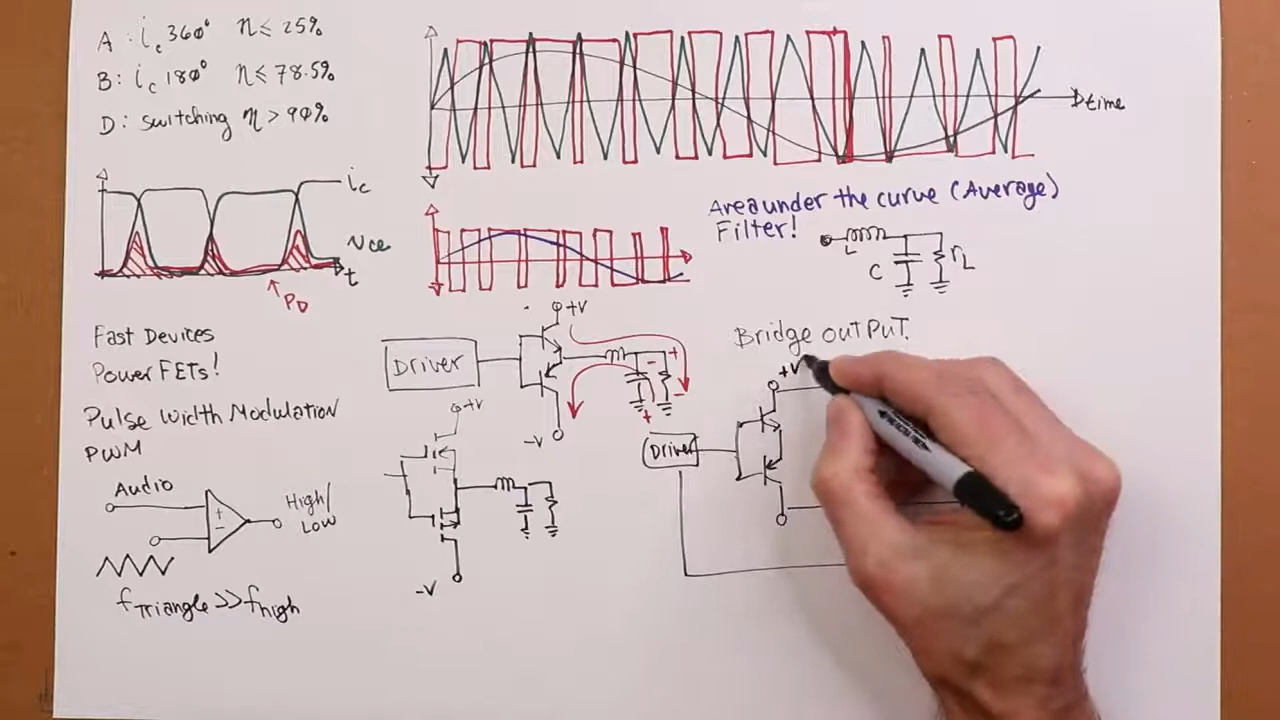 A: ic 360° η ≤ 25%
B: ic 180° η ≤ 78.5%
D: switching η > 90%
time
ic
Vce
t
PD
Area under the curve (Average)
Filter!
L
C
rL
Fast Devices
Power FETs!
Pulse Width Modulation
PWM
Audio
+
-
High/
Low
fTriangle >> fhigh
+V
Driver
-
+
-
+
-V
+V
-V
Bridge output
+V
Driver